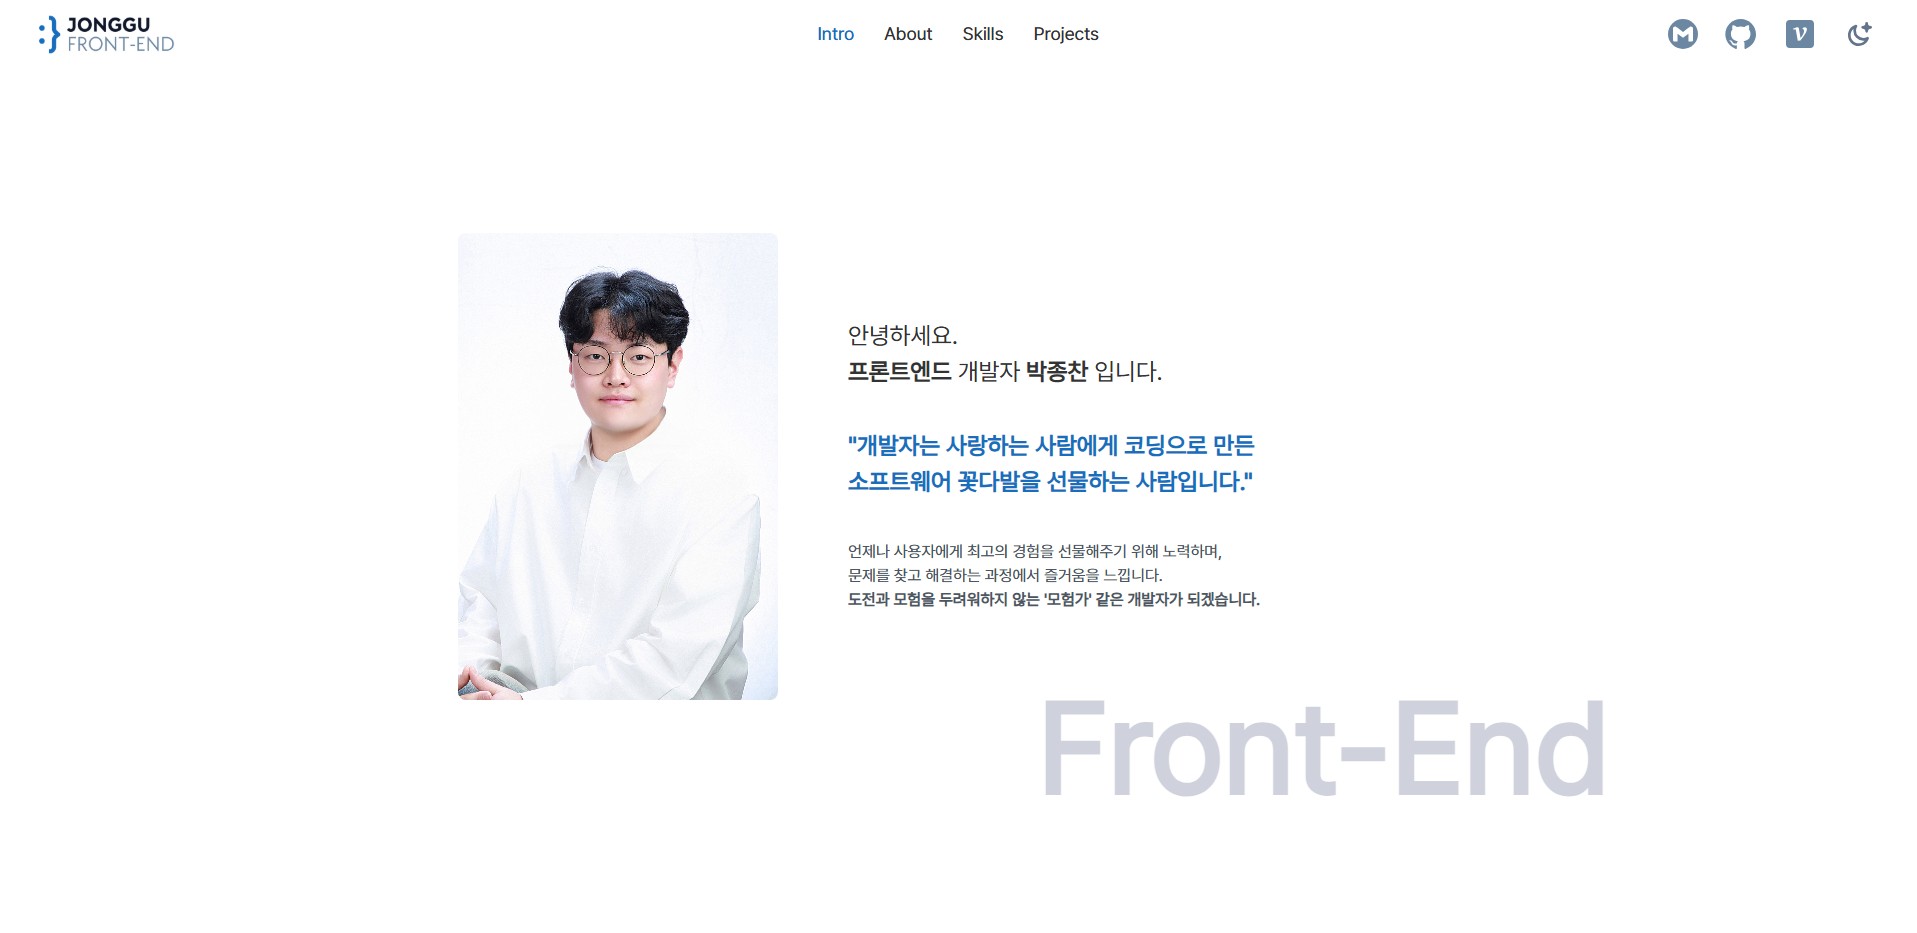 JONGGU
FRONT-END
Intro About Skills Projects
안녕하세요.
프론트엔드 개발자 박종찬 입니다.
"개발자는 사랑하는 사람에게 코딩으로 만든
소프트웨어 꽃다발을 선물하는 사람입니다."
언제나 사용자에게 최고의 경험을 선물해주기 위해 노력하며,
문제를 찾고 해결하는 과정에서 즐거움을 느낍니다.
도전과 모험을 두려워하지 않는 '모험가' 같은 개발자가 되겠습니다.
Front-End